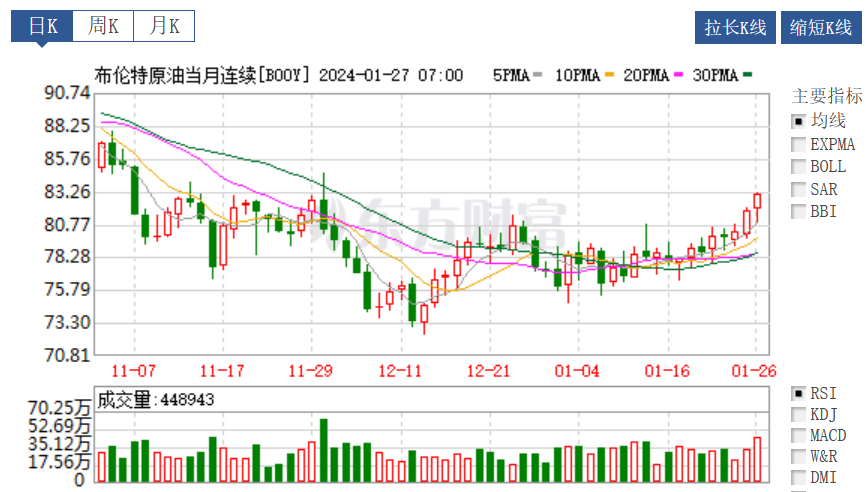 日K 周K 月K 拉长K线 缩短K线
布伦特原油当月连续[B00Y] 2024-01-27 07:00 5PMA 10PMA 20PMA 30PMA
90.74
88.25
85.76
83.26
80.77
78.28
75.79
73.30
70.81
东方财富
11-07 11-17 11-29 12-11 12-21 01-04 01-16 01-26
成交量:448943
70.25万
52.69万
35.12万
17.56万
0
主要指标
均线
EXPMA
BOLL
SAR
BBI
RSI
KDJ
MACD
W&R
DMI